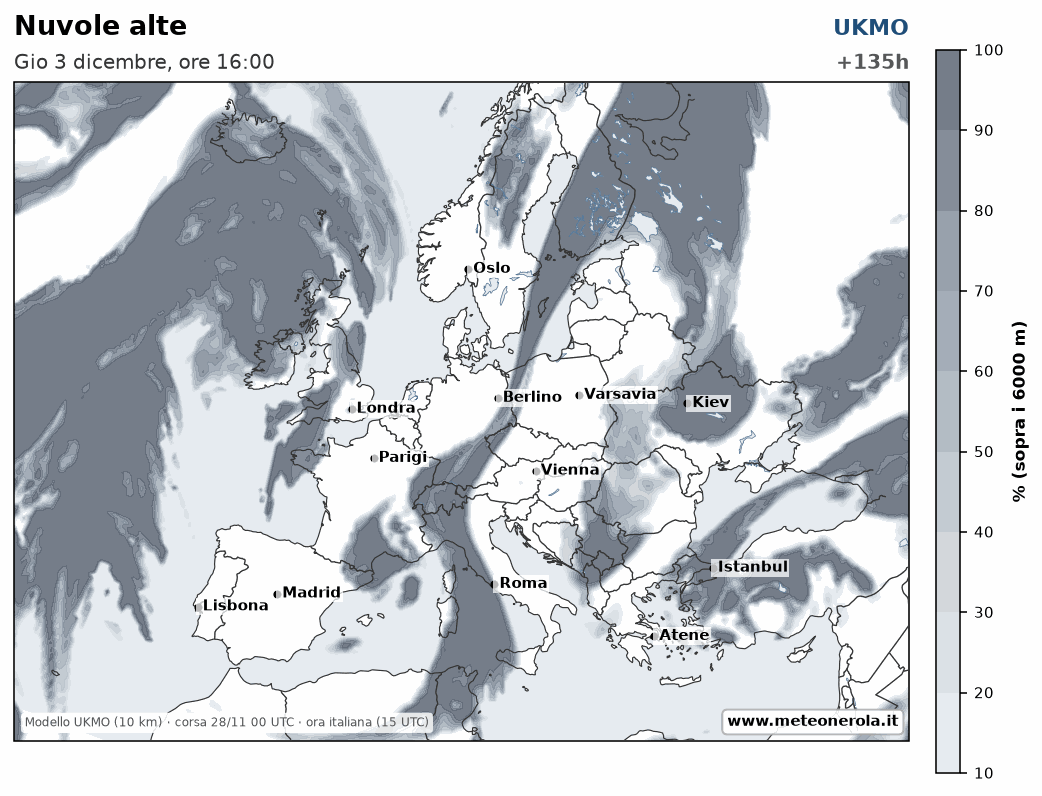 Nuvole alte
UKMO
Gio 3 dicembre, ore 16:00
+135h
100
90
80
70
60
50
40
30
20
10
% (sopra i 6000 m)
Oslo
Berlino
Varsavia
Kiev
Londra
Parigi
Vienna
Istanbul
Roma
Madrid
Lisbona
Atene
Modello UKMO (10 km) · corsa 28/11 00 UTC · ora italiana (15 UTC)
www.meteonerola.it